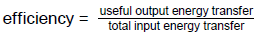 efficiency = useful output energy transfer
total input energy transfer